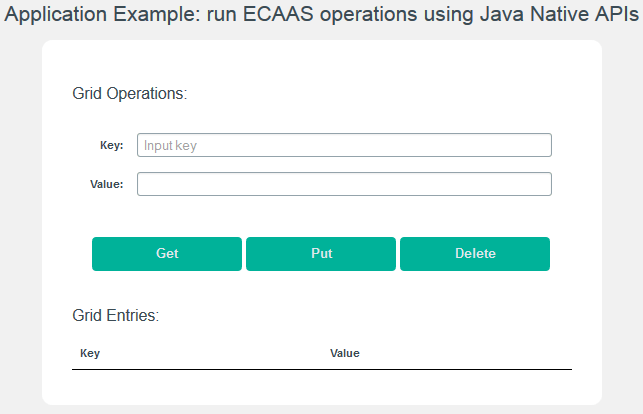 Application Example: run ECAAS operations using Java Native APIs
Grid Operations:
Key: Input key
Value:
Get Put Delete
Grid Entries:
Key Value